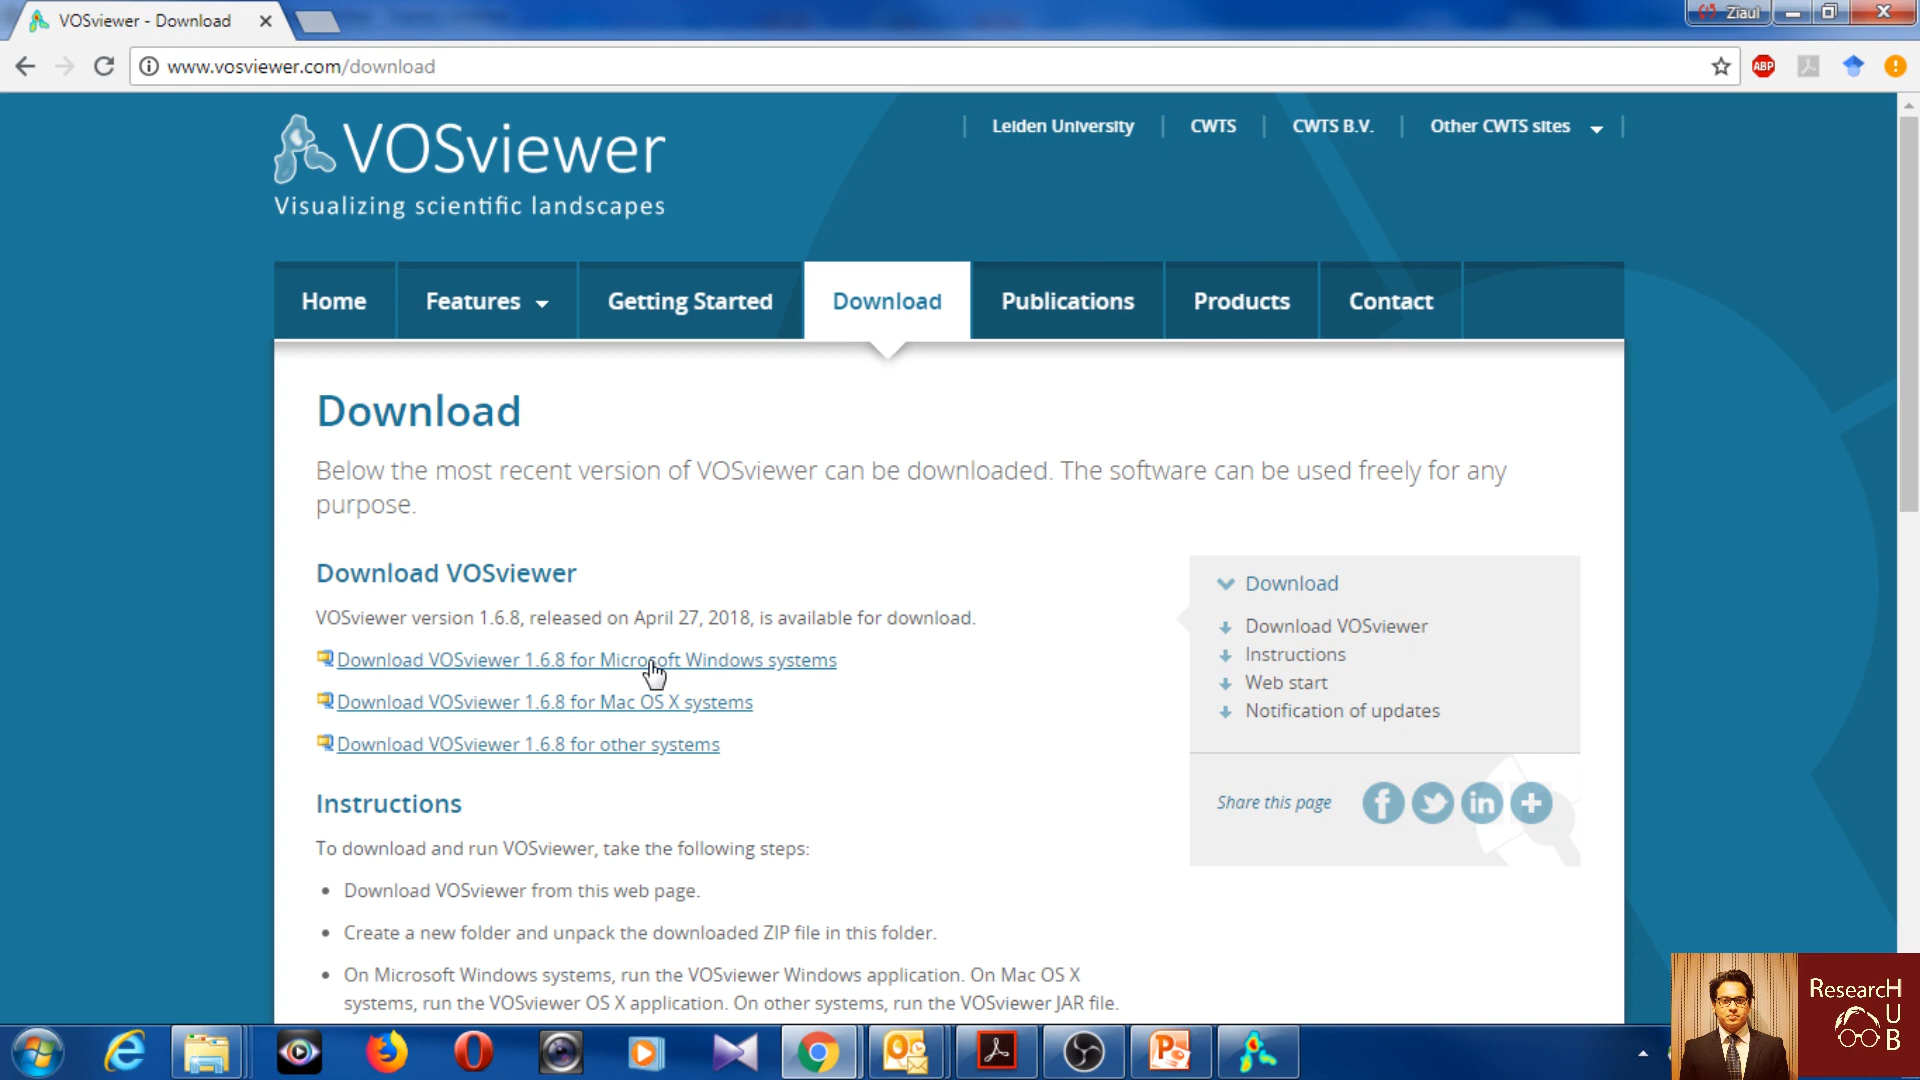 VOSviewer - Download
Ziaul
www.vosviewer.com/download
ABP
VOSviewer
Visualizing scientific landscapes
Leiden University
CWTS
CWTS B.V.
Other CWTS sites
Home
Features
Getting Started
Download
Publications
Products
Contact
Download
Below the most recent version of VOSviewer can be downloaded. The software can be used freely for any
purpose.
Download VOSviewer
VOSviewer version 1.6.8, released on April 27, 2018, is available for download.
Download VOSviewer 1.6.8 for Microsoft Windows systems
Download VOSviewer 1.6.8 for Mac OS X systems
Download VOSviewer 1.6.8 for other systems
Download
Download VOSviewer
Instructions
Web start
Notification of updates
Share this page
Instructions
To download and run VOSviewer, take the following steps:
Download VOSviewer from this web page.
Create a new folder and unpack the downloaded ZIP file in this folder.
On Microsoft Windows systems, run the VOSviewer Windows application. On Mac OS X
systems, run the VOSviewer OS X application. On other systems, run the VOSviewer JAR file.
ResearcH
U
B